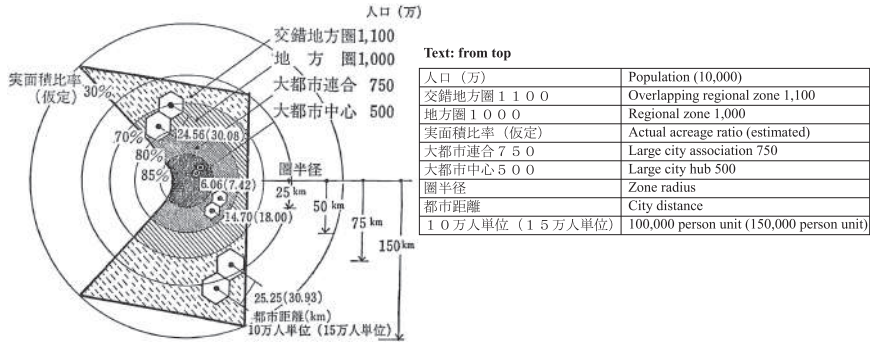 人口 (万)
交錯地方圏1,100
地方圏1,000
大都市連合 750
大都市中心 500
実面積比率
(仮定)
30%
70%
80%
85%
24.56(30.08)
6.06(7.42)
14.70(18.00)
25.25(30.93)
都市距離(km)
10万人単位(15万人単位)
圏半径
25km
50km
75km
150km
Text: from top
人口（万） Population (10,000)
交錯地方圏１１００ Overlapping regional zone 1,100
地方圏１０００ Regional zone 1,000
実面積比率（仮定） Actual acreage ratio (estimated)
大都市連合７５０ Large city association 750
大都市中心５００ Large city hub 500
圏半径 Zone radius
都市距離 City distance
１０万人単位（１５万人単位） 100,000 person unit (150,000 person unit)